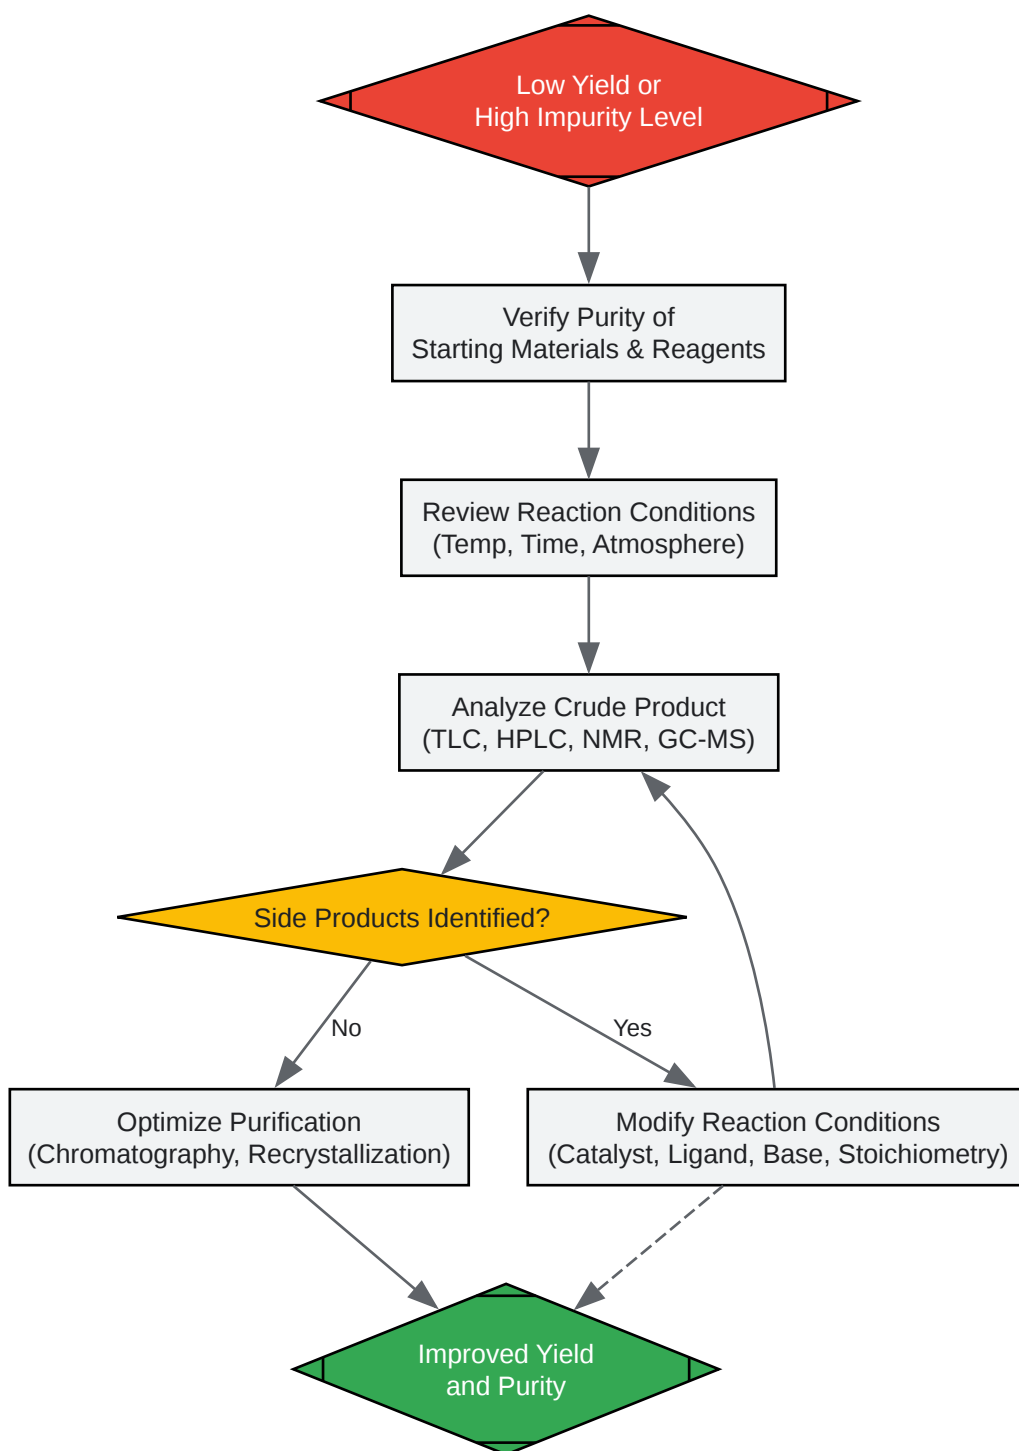 Low Yield or
High Impurity Level
Verify Purity of
Starting Materials & Reagents
Review Reaction Conditions
(Temp, Time, Atmosphere)
Analyze Crude Product
(TLC, HPLC, NMR, GC-MS)
Side Products Identified?
No
Yes
Optimize Purification
(Chromatography, Recrystallization)
Modify Reaction Conditions
(Catalyst, Ligand, Base, Stoichiometry)
Improved Yield
and Purity